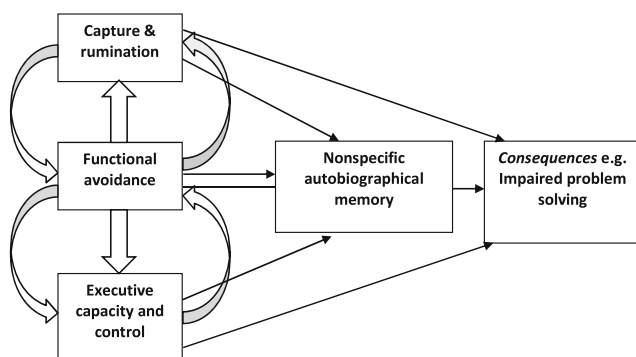 Capture &
rumination
Functional
avoidance
Executive
capacity and
control
Nonspecific
autobiographical
memory
Consequences e.g.
Impaired problem
solving